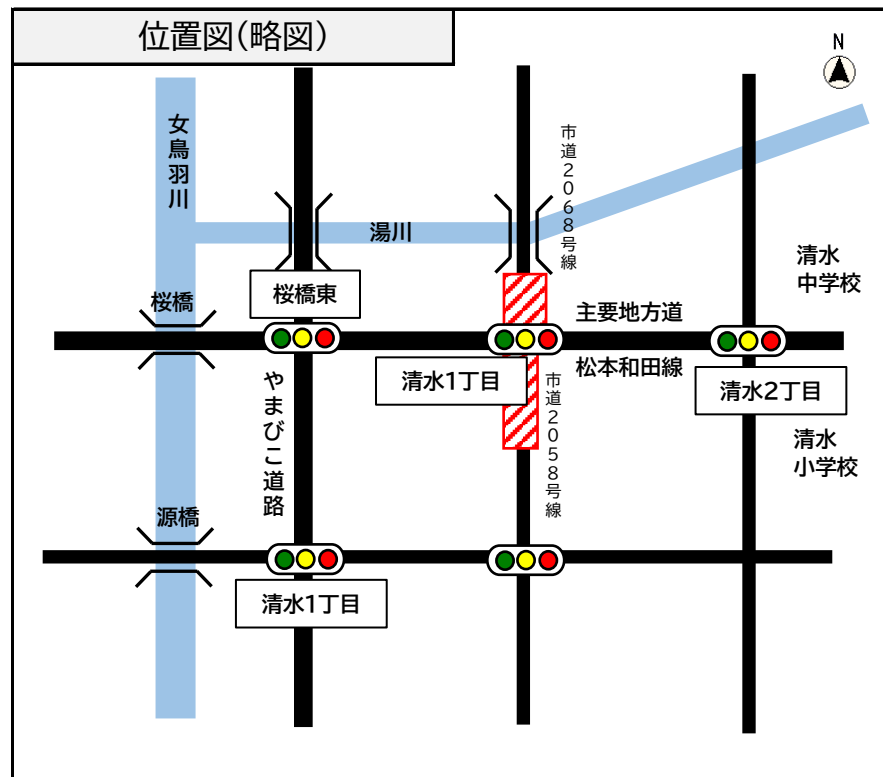 位置図(略図)
N
女鳥羽川
市道2068号線
湯川
清水
中学校
桜橋東
桜橋
主要地方道
松本和田線
清水1丁目
清水2丁目
やまびこ道路
市道2058号線
清水
小学校
源橋
清水1丁目